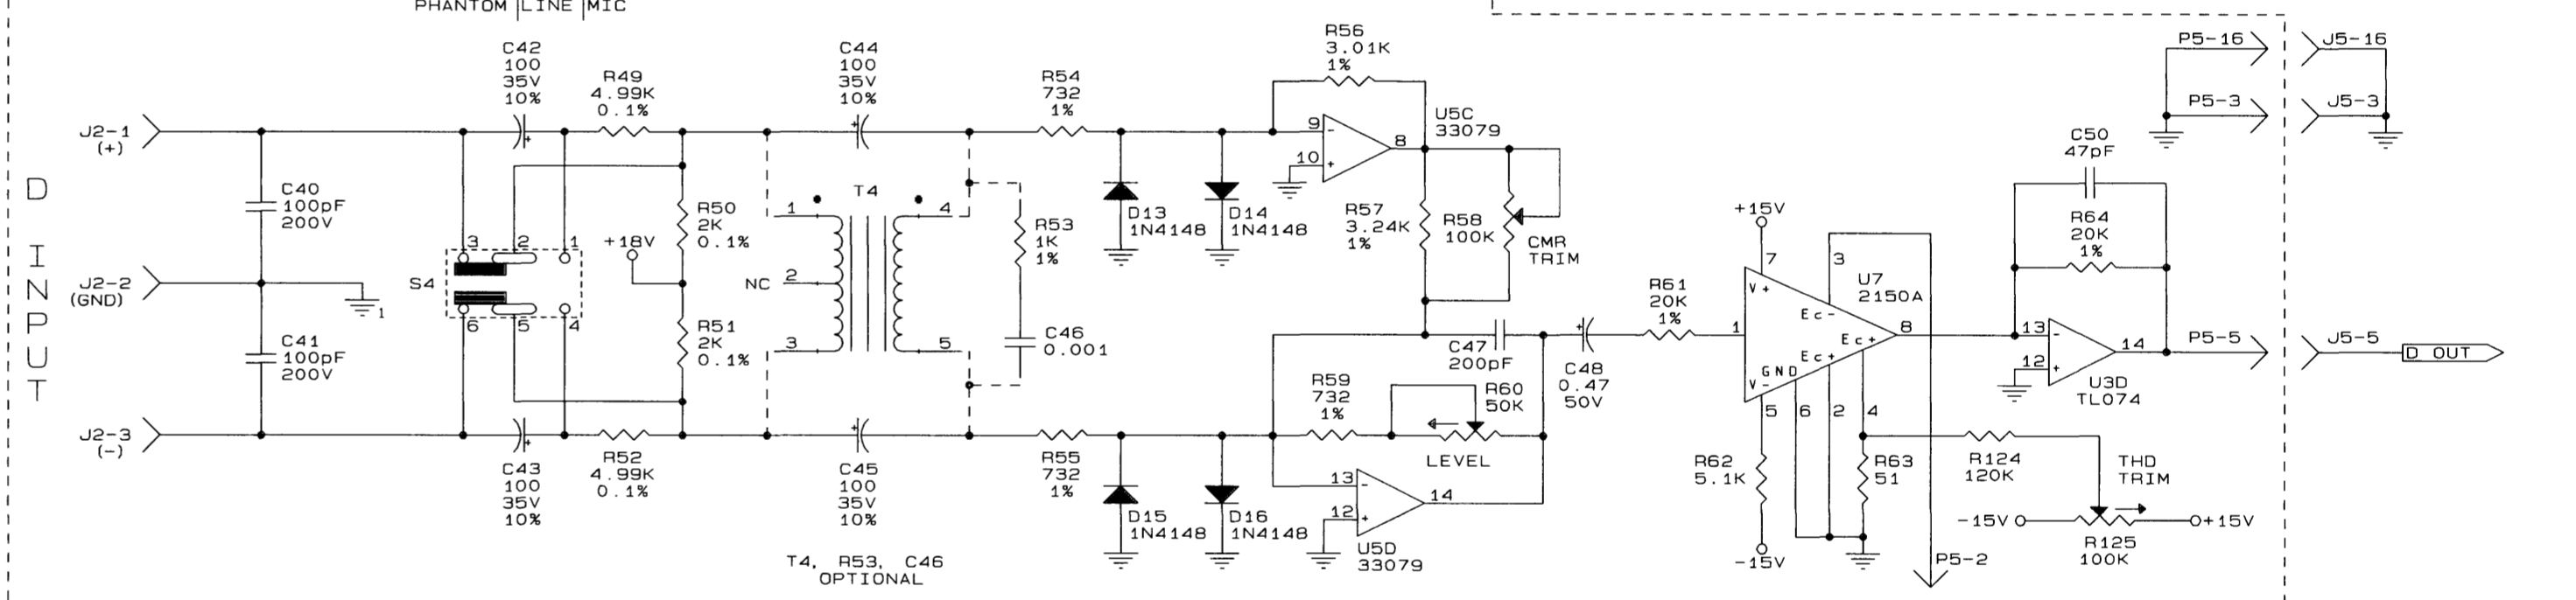 PHANTOM LINE MIC
D INPUT
J2-1
(+)
J2-2
(GND)
J2-3
(-)
C40
100pF
200V
C41
100pF
200V
C42
100
35V
10%
R49
4.99K
0.1%
S4
3
2
1
6
5
4
+18V
R50
2K
0.1%
R51
2K
0.1%
C43
100
35V
10%
R52
4.99K
0.1%
C44
100
35V
10%
T4
1
NC 2
3
4
5
R53
1K
1%
C46
0.001
C45
100
35V
10%
T4, R53, C46
OPTIONAL
R54
732
1%
D13
1N4148
D14
1N4148
R55
732
1%
D15
1N4148
D16
1N4148
R56
3.01K
1%
9
-
10
+
8
U5C
33079
R57
3.24K
1%
R58
100K
CMR
TRIM
C47
200pF
R59
732
1%
R60
50K
LEVEL
13
-
12
+
14
U5D
33079
C48
0.47
50V
R61
20K
1%
+15V
7
3
1
V+
Ec-
Ec+
Ec+
GND
V-
U7
2150A
8
5
6
2
4
R62
5.1K
-15V
R63
51
R124
120K
THD
TRIM
-15V
+15V
R125
100K
P5-2
C50
47pF
R64
20K
1%
13
-
12
+
14
U3D
TL074
P5-16
J5-16
P5-3
J5-3
P5-5
J5-5
D OUT
1